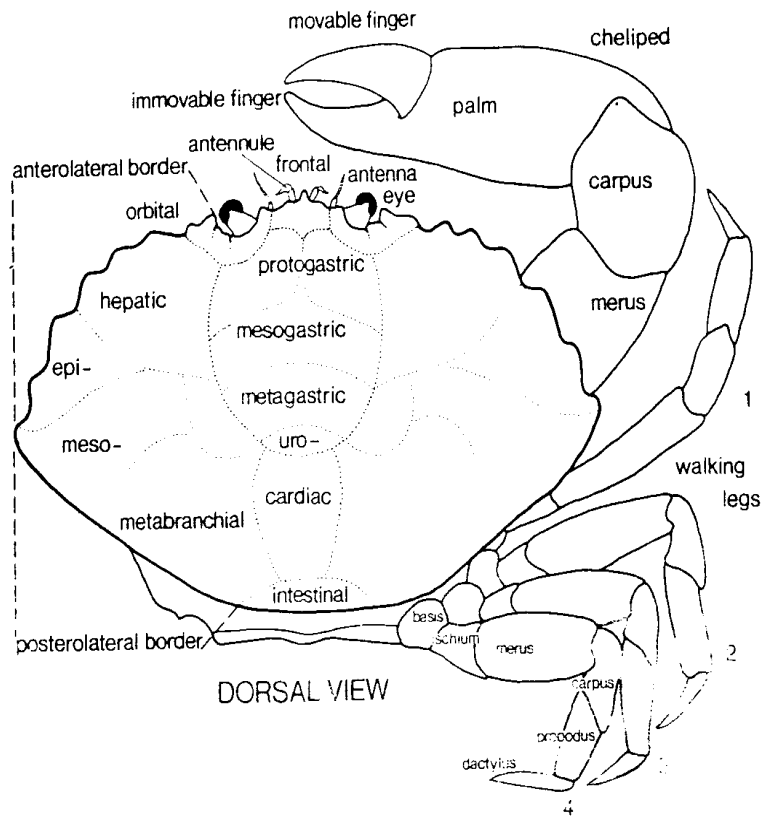 movable finger
cheliped
immovable finger
palm
antennule
frontal
anterolateral border
antenna
carpus
eye
orbital
protogastric
hepatic
merus
mesogastric
epi-
metagastric
1
uro-
meso-
walking
legs
cardiac
metabranchial
intestinal
basis
ischium
merus
posterolateral border
2
DORSAL VIEW
carpus
propodus
dactylus
3
4